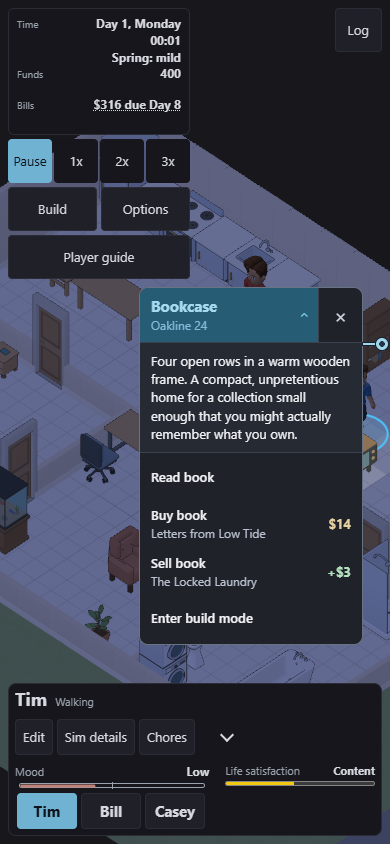 Time Day 1, Monday
00:01
Spring: mild
Funds 400
Bills $316 due Day 8
Log
Pause 1x 2x 3x
Build Options
Player guide
Bookcase
Oakline 24
Four open rows in a warm wooden
frame. A compact, unpretentious
home for a collection small
enough that you might actually
remember what you own.
Read book
Buy book
Letters from Low Tide
$14
Sell book
The Locked Laundry
+$3
Enter build mode
Tim Walking
Edit Sim details Chores
Mood Low Life satisfaction Content
Tim Bill Casey